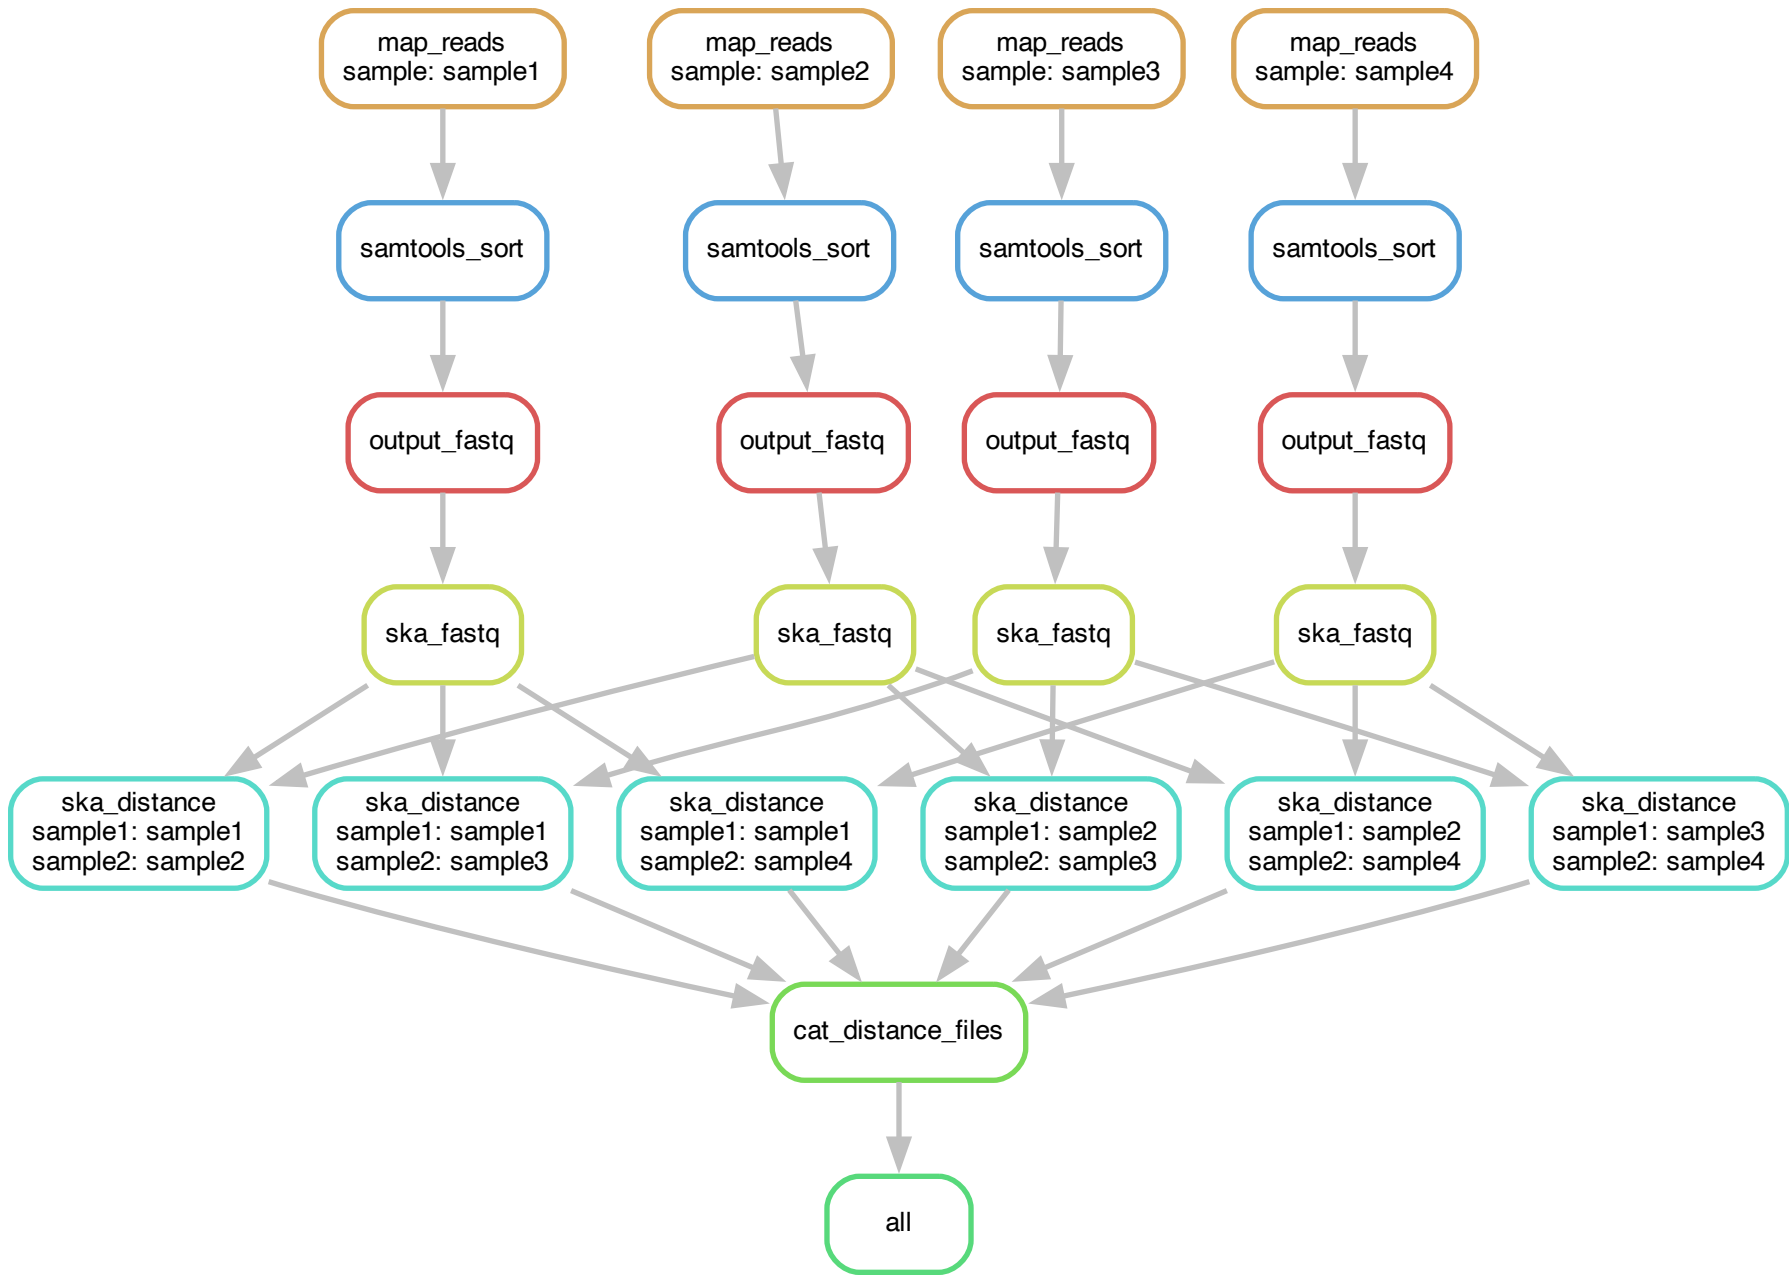 map_reads
sample: sample1
map_reads
sample: sample2
map_reads
sample: sample3
map_reads
sample: sample4
samtools_sort
samtools_sort
samtools_sort
samtools_sort
output_fastq
output_fastq
output_fastq
output_fastq
ska_fastq
ska_fastq
ska_fastq
ska_fastq
ska_distance
sample1: sample1
sample2: sample2
ska_distance
sample1: sample1
sample2: sample3
ska_distance
sample1: sample1
sample2: sample4
ska_distance
sample1: sample2
sample2: sample3
ska_distance
sample1: sample2
sample2: sample4
ska_distance
sample1: sample3
sample2: sample4
cat_distance_files
all